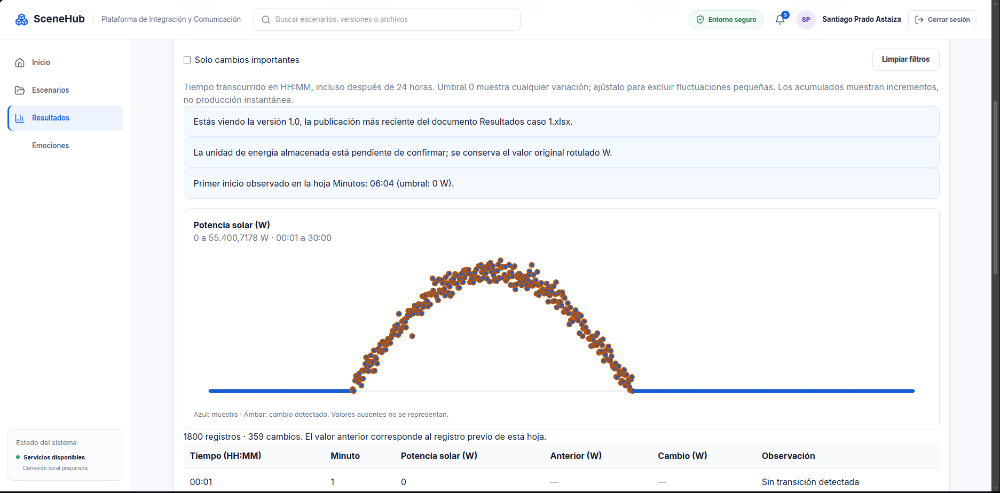 SceneHub
Plataforma de Integración y Comunicación
Buscar escenarios, versiones o archivos
Entorno seguro
3
SP
Santiago Prado Astaiza
Cerrar sesión
Inicio
Escenarios
Resultados
Emociones
Estado del sistema
Servicios disponibles
Conexión local preparada
Solo cambios importantes
Limpiar filtros
Tiempo transcurrido en HH:MM, incluso después de 24 horas. Umbral 0 muestra cualquier variación; ajústalo para excluir fluctuaciones pequeñas. Los acumulados muestran incrementos,
no producción instantánea.
Estás viendo la versión 1.0, la publicación más reciente del documento Resultados caso 1.xlsx.
La unidad de energía almacenada está pendiente de confirmar; se conserva el valor original rotulado W.
Primer inicio observado en la hoja Minutos: 06:04 (umbral: 0 W).
Potencia solar (W)
0 a 55.400,7178 W · 00:01 a 30:00
Azul: muestra · Ámbar: cambio detectado. Valores ausentes no se representan.
1800 registros · 359 cambios. El valor anterior corresponde al registro previo de esta hoja.
Tiempo (HH:MM) Minuto Potencia solar (W) Anterior (W) Cambio (W) Observación
00:01 1 0 — — Sin transición detectada